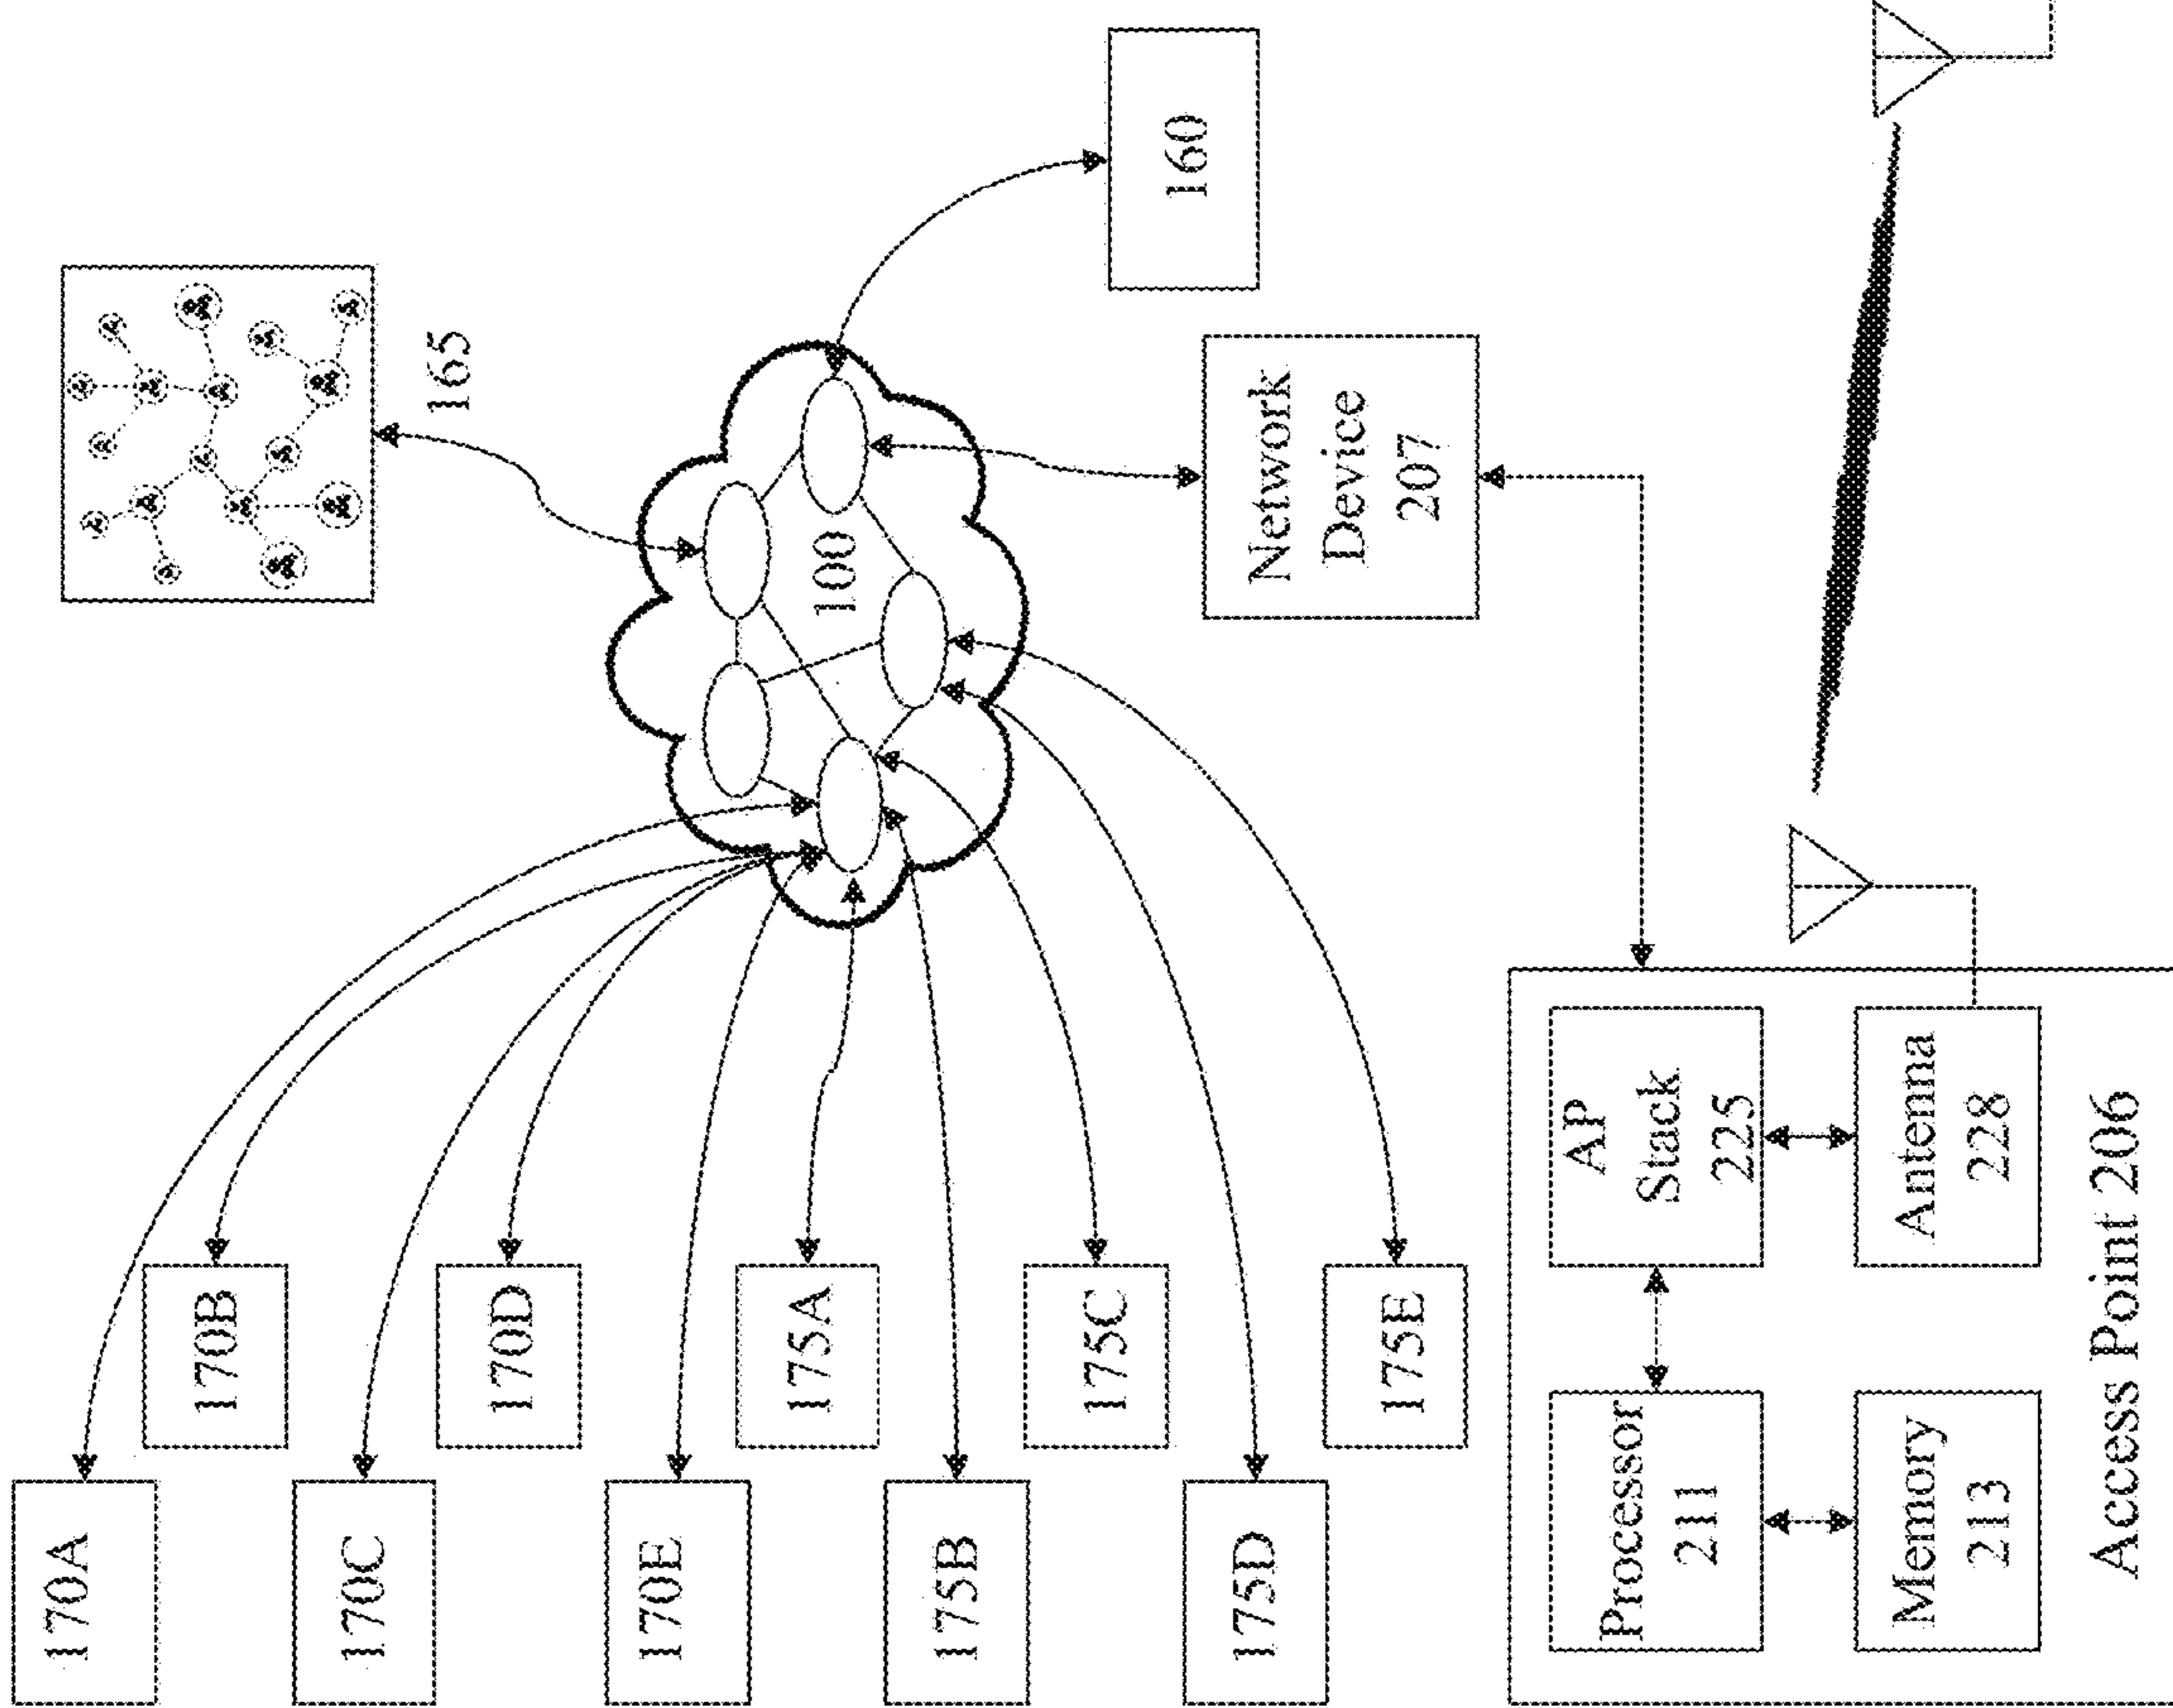 170A
170B
170C
170D
170E
175A
175B
175C
175D
175E
165
100
160
Network
Device
207
Processor
211
AP
Stack
225
Memory
213
Antenna
228
Access Point 206